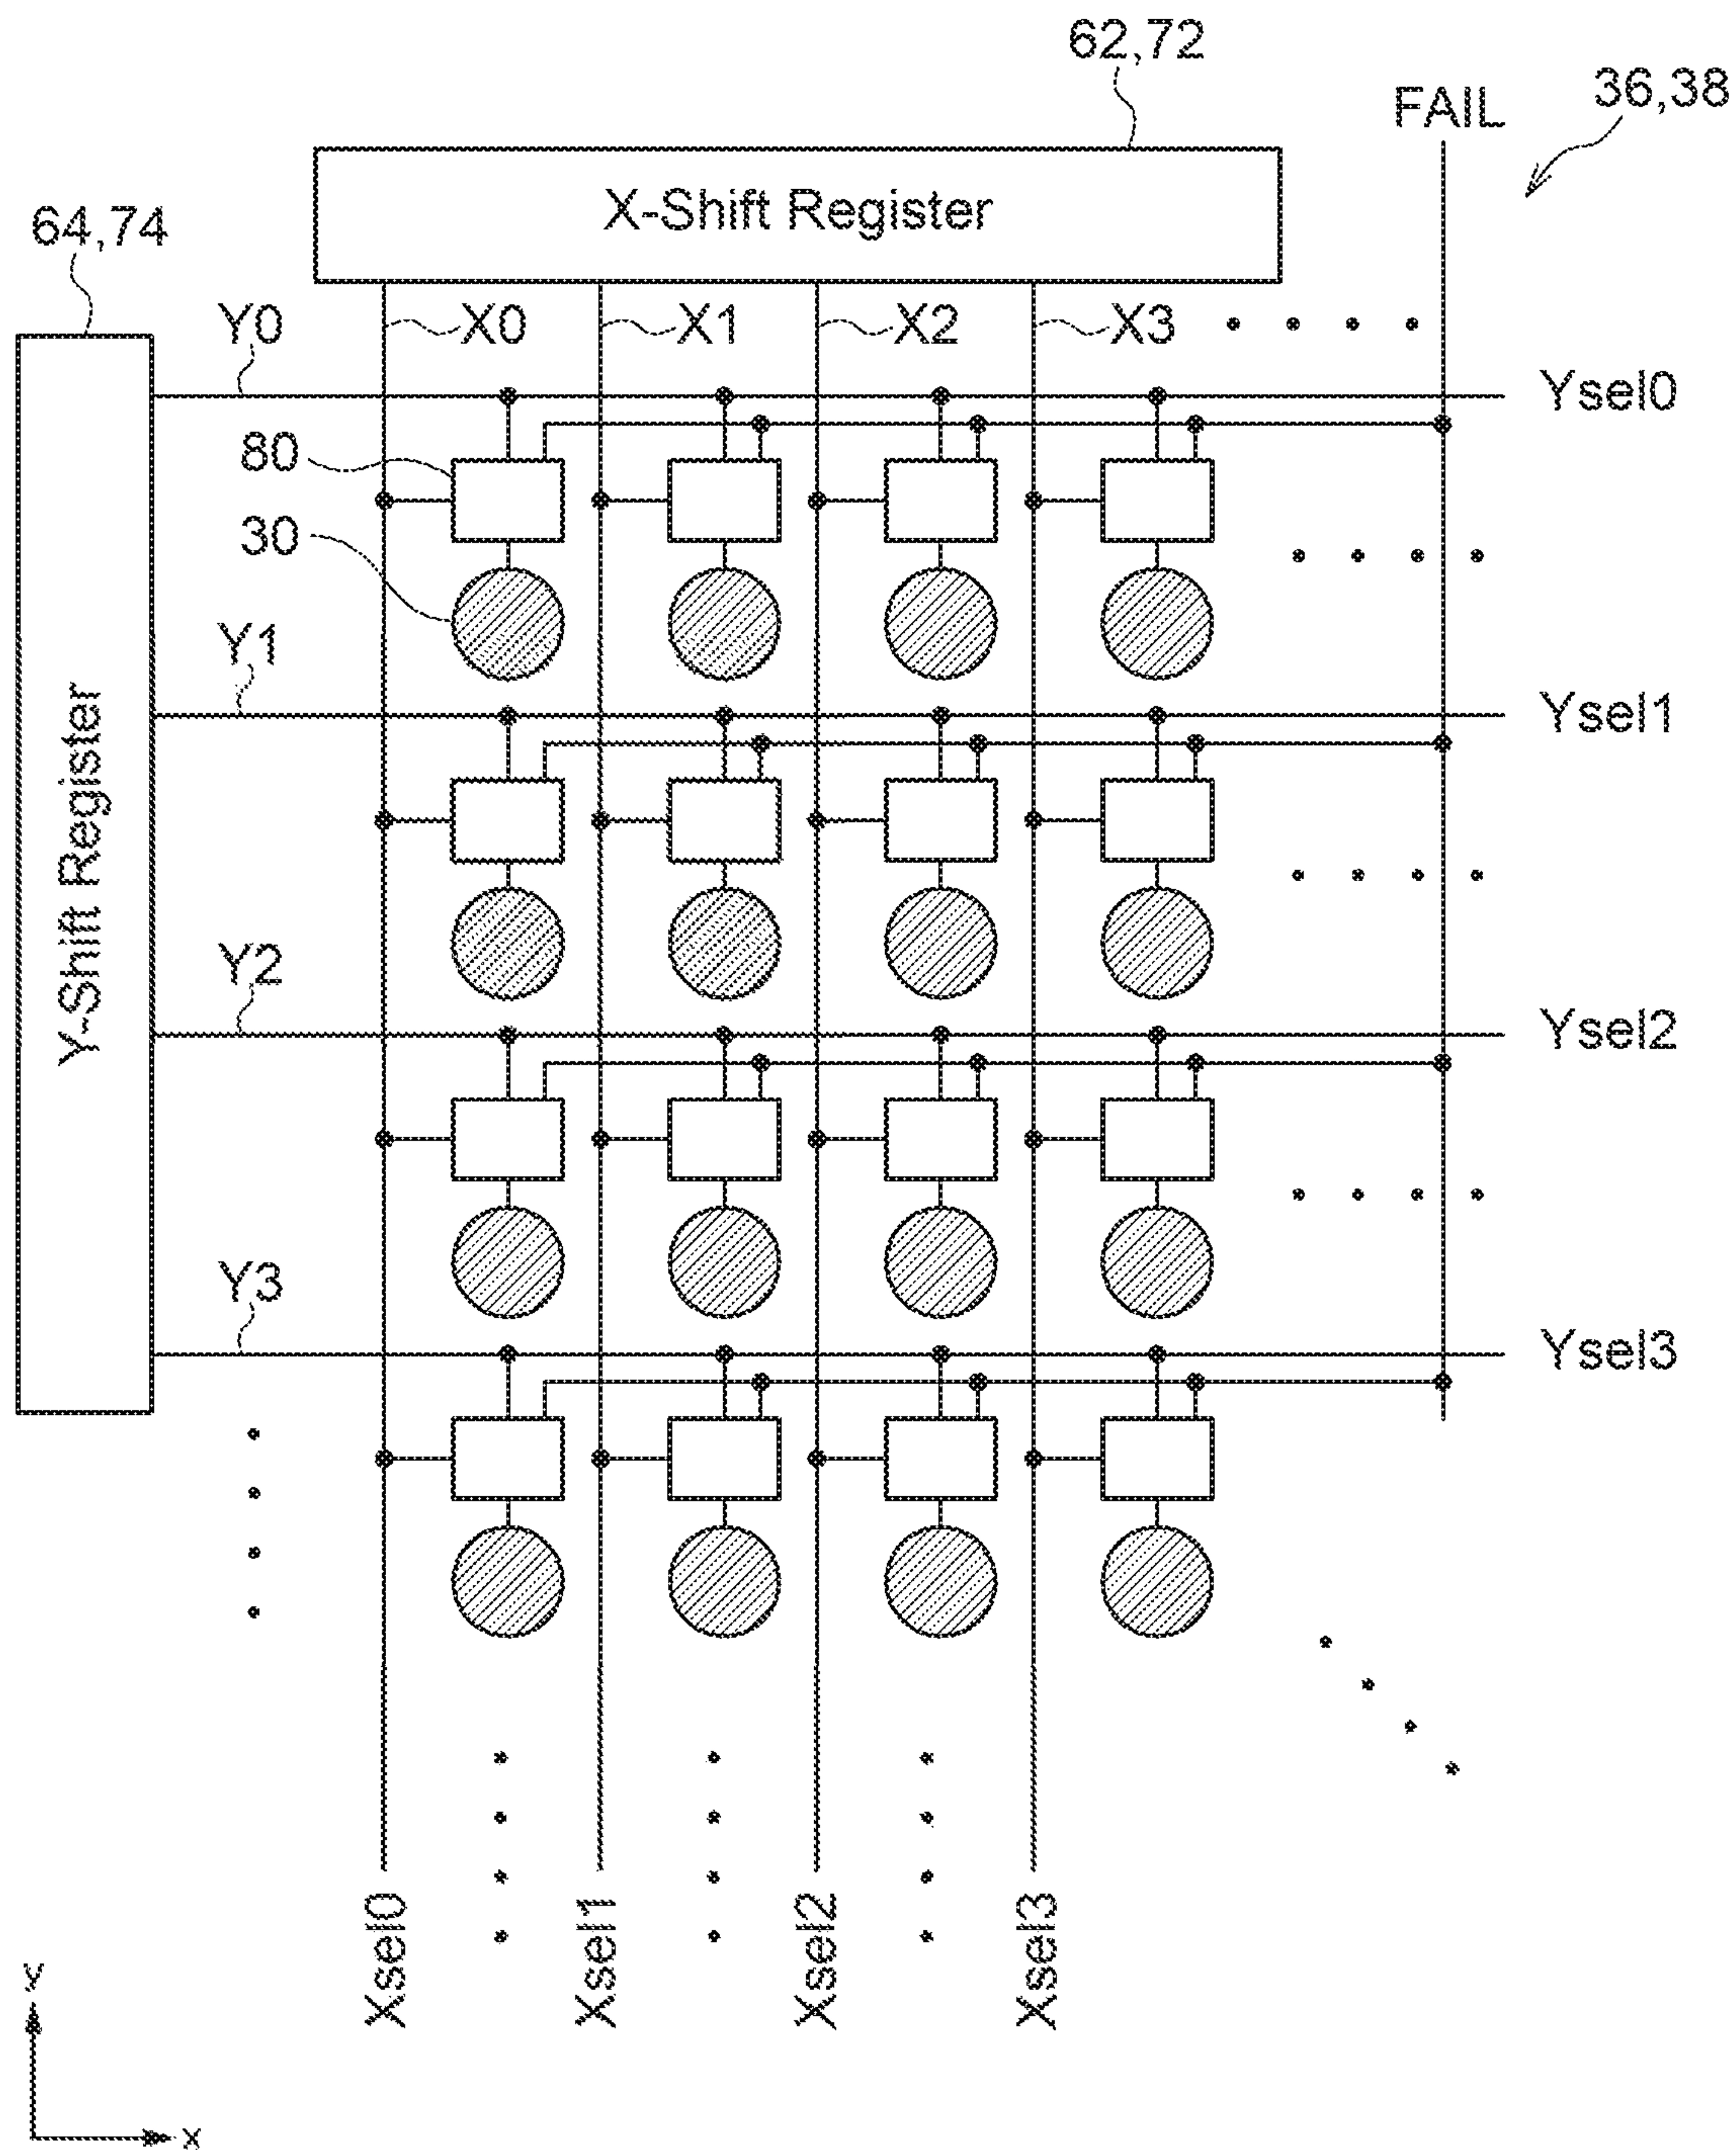 62,72
36,38
FAIL
X-Shift Register
64,74
Y0
X0
X1
X2
X3
Ysel0
80
30
Y1
Ysel1
Y-Shift Register
Y2
Ysel2
Y3
Ysel3
Xsel0
Xsel1
Xsel2
Xsel3
y
x